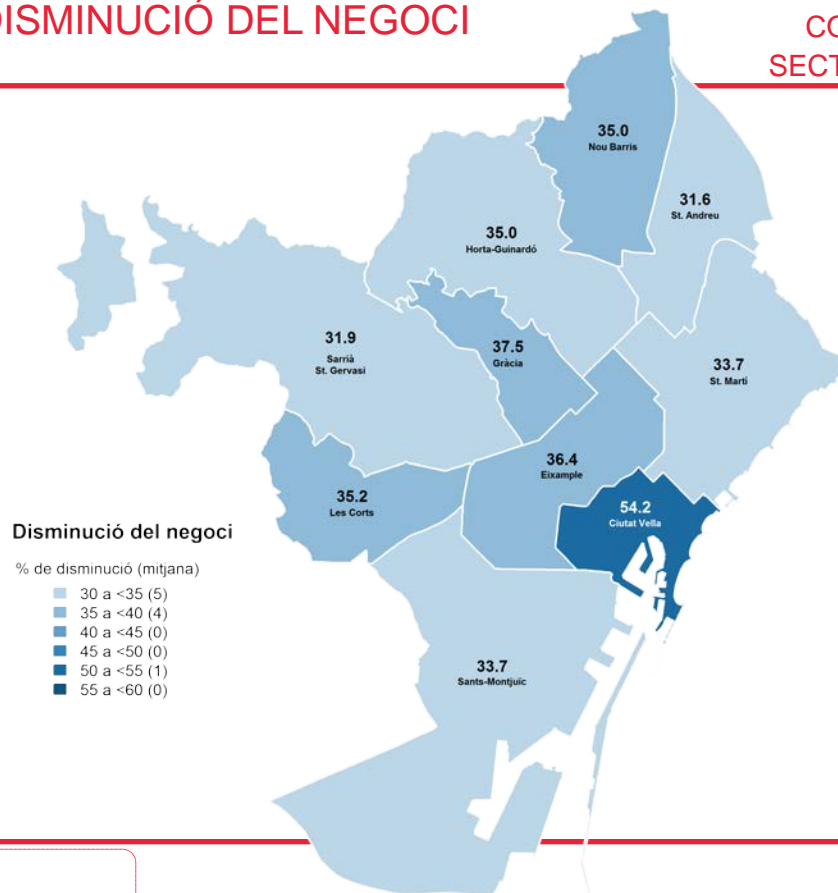 DISMINUCIÓ DEL NEGOCI
35.0
Nou Barris
31.6
St. Andreu
35.0
Horta-Guinardó
31.9
Sarrià
St. Gervasi
37.5
Gràcia
33.7
St. Martí
36.4
Eixample
35.2
Les Corts
54.2
Ciutat Vella
33.7
Sants-Montjuïc
Disminució del negoci
% de disminució (mitjana)
30 a <35 (5)
35 a <40 (4)
40 a <45 (0)
45 a <50 (0)
50 a <55 (1)
55 a <60 (0)